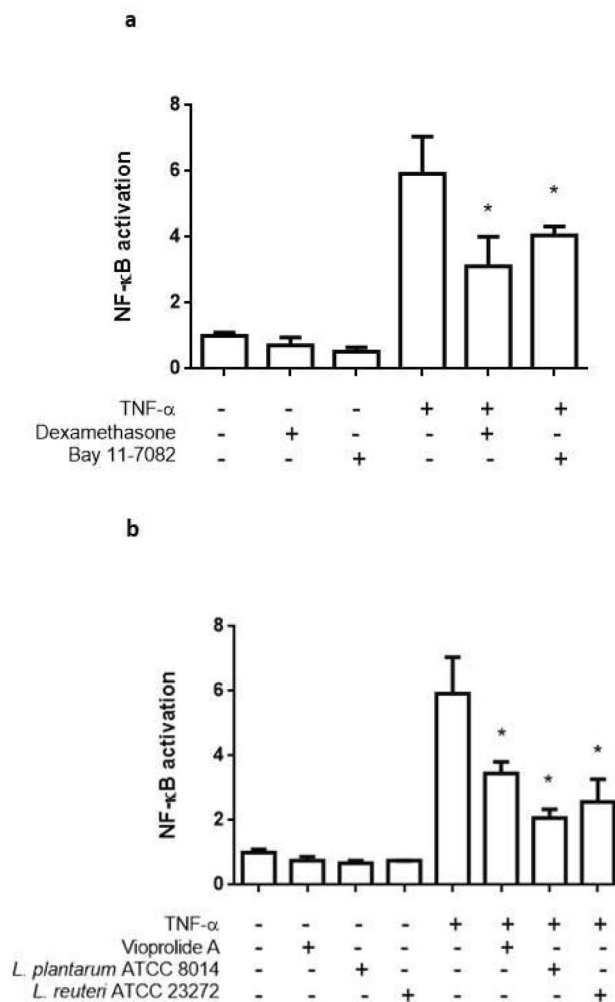 a
8
6
4
2
0
NF-κB activation
* *
TNF-α - - - + + +
Dexamethasone - + - - + -
Bay 11-7082 - - + - - +
b
8
6
4
2
0
NF-κB activation
* * *
TNF-α - - - - + + + +
Vioprolide A - + - - - + - -
L. plantarum ATCC 8014 - - + - - - + -
L. reuteri ATCC 23272 - - - + - - - +